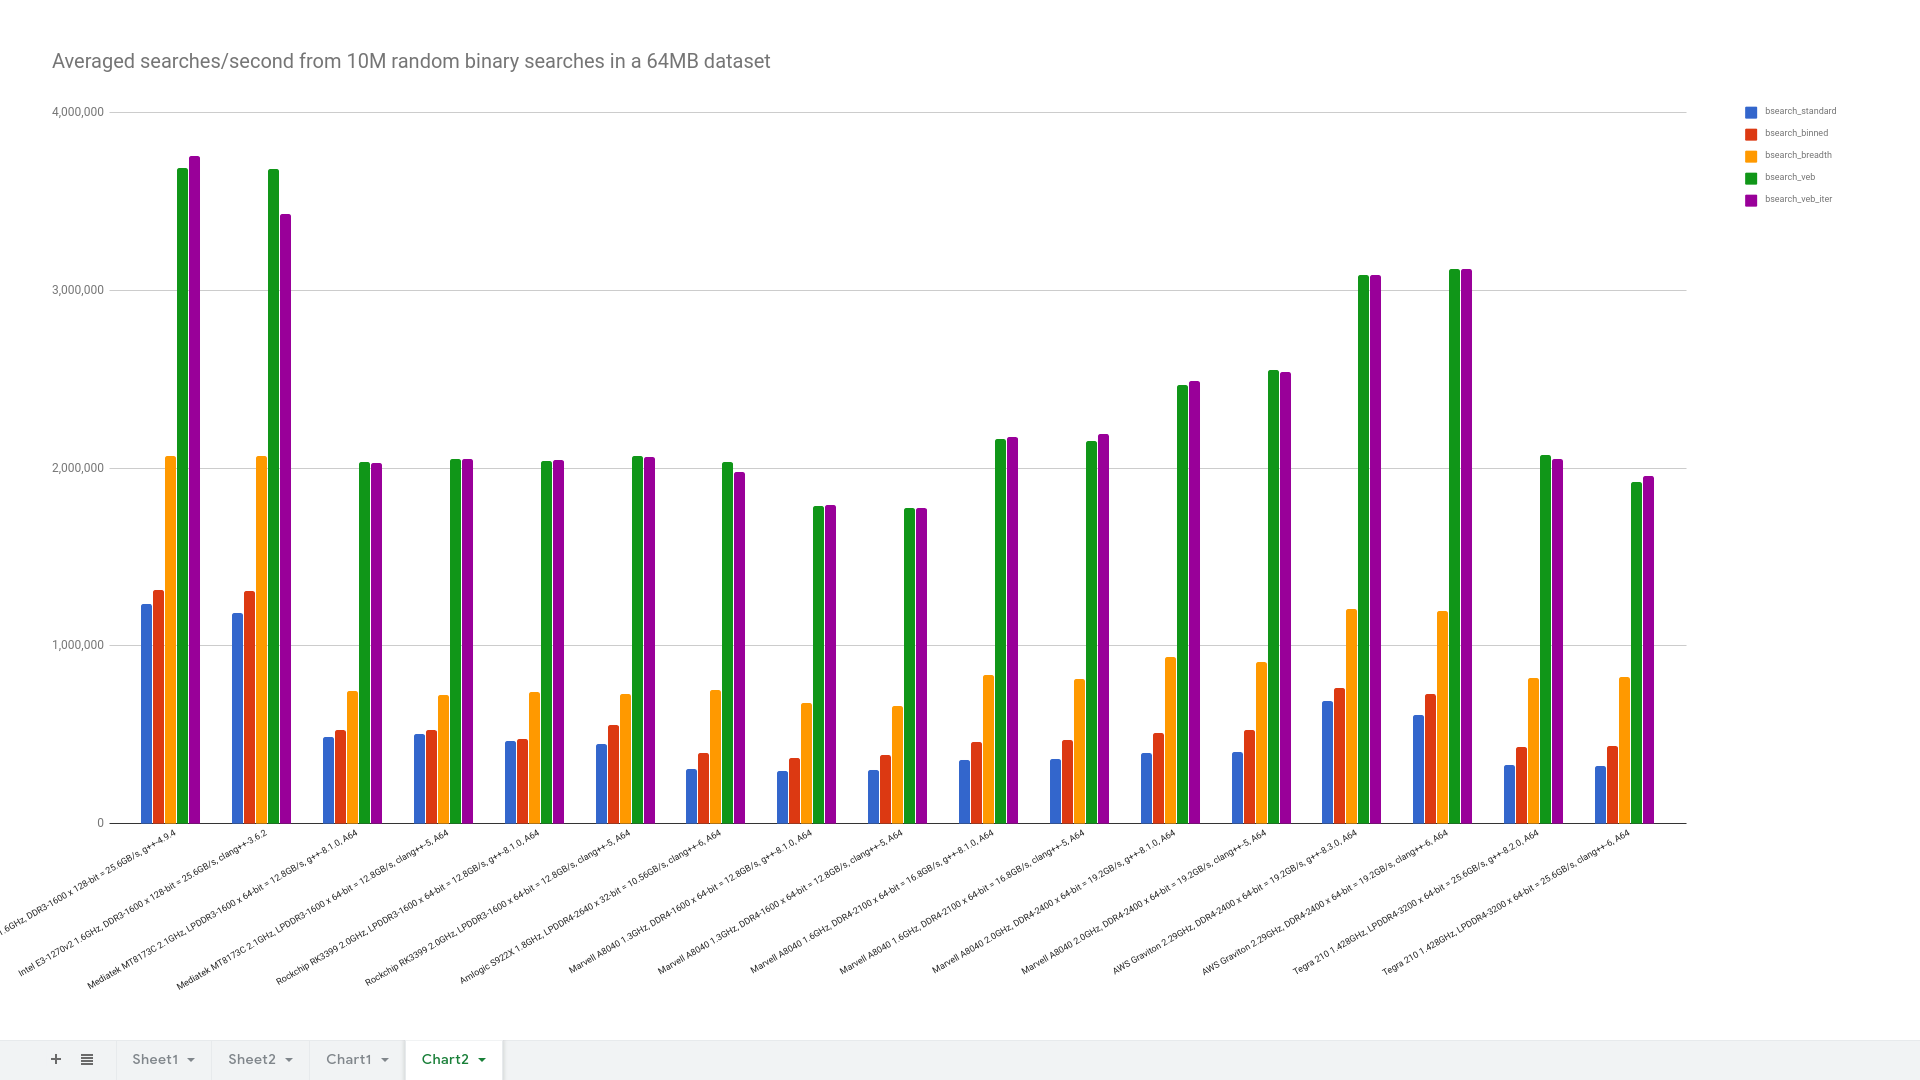 Averaged searches/second from 10M random binary searches in a 64MB dataset
4,000,000
3,000,000
2,000,000
1,000,000
0
bsearch_standard
bsearch_binned
bsearch_breadth
bsearch_veb
bsearch_veb_iter
1.6GHz, DDR3-1600 x 128-bit = 25.6GB/s, g++-4.9.4
Intel E3-1270v2 1.6GHz, DDR3-1600 x 128-bit = 25.6GB/s, clang++-3.6.2
Mediatek MT8173C 2.1GHz, LPDDR3-1600 x 64-bit = 12.8GB/s, g++-8.1.0, A64
Mediatek MT8173C 2.1GHz, LPDDR3-1600 x 64-bit = 12.8GB/s, clang++-5, A64
Rockchip RK3399 2.0GHz, LPDDR3-1600 x 64-bit = 12.8GB/s, g++-8.1.0, A64
Rockchip RK3399 2.0GHz, LPDDR3-1600 x 64-bit = 12.8GB/s, clang++-5, A64
Amlogic S922X 1.8GHz, LPDDR4-2640 x 32-bit = 10.56GB/s, clang++-6, A64
Marvell A8040 1.3GHz, DDR4-1600 x 64-bit = 12.8GB/s, g++-8.1.0, A64
Marvell A8040 1.3GHz, DDR4-1600 x 64-bit = 12.8GB/s, clang++-5, A64
Marvell A8040 1.6GHz, DDR4-2100 x 64-bit = 16.8GB/s, g++-8.1.0, A64
Marvell A8040 1.6GHz, DDR4-2100 x 64-bit = 16.8GB/s, clang++-5, A64
Marvell A8040 2.0GHz, DDR4-2400 x 64-bit = 19.2GB/s, g++-8.1.0, A64
Marvell A8040 2.0GHz, DDR4-2400 x 64-bit = 19.2GB/s, clang++-5, A64
AWS Graviton 2.29GHz, DDR4-2400 x 64-bit = 19.2GB/s, g++-8.3.0, A64
AWS Graviton 2.29GHz, DDR4-2400 x 64-bit = 19.2GB/s, clang++-6, A64
Tegra 210 1.428GHz, LPDDR4-3200 x 64-bit = 25.6GB/s, g++-8.2.0, A64
Tegra 210 1.428GHz, LPDDR4-3200 x 64-bit = 25.6GB/s, clang++-6, A64
Sheet1
Sheet2
Chart1
Chart2